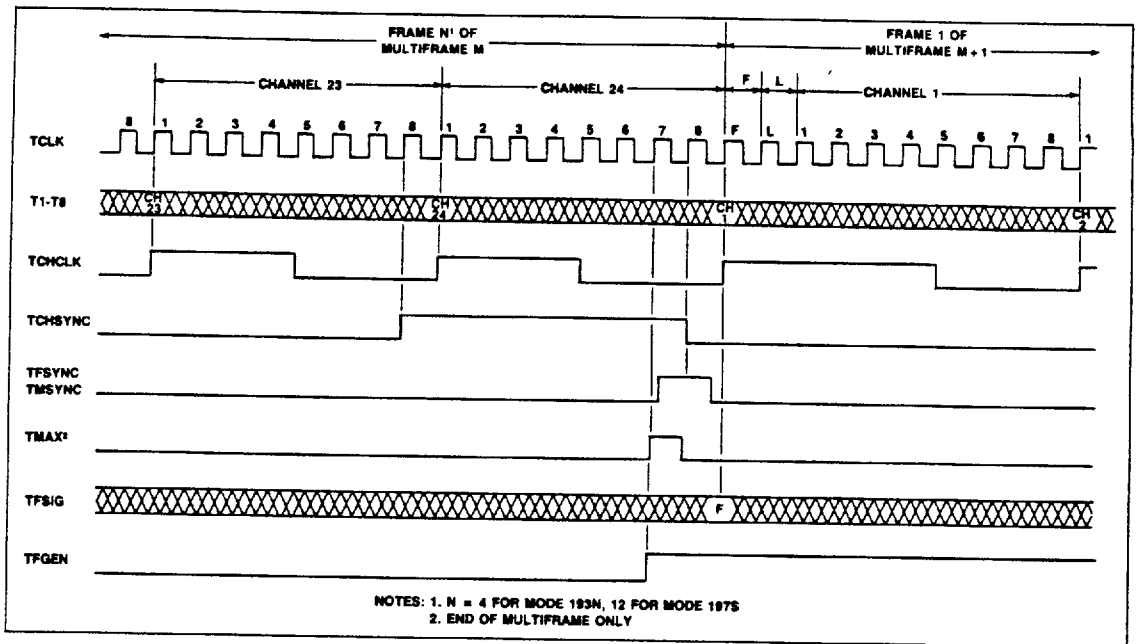 FRAME N¹ OF
MULTIFRAME M
FRAME 1 OF
MULTIFRAME M + 1
CHANNEL 23
CHANNEL 24
F
L
CHANNEL 1
TCLK
8 1 2 3 4 5 6 7 8 1 2 3 4 5 6 7 8 F L 1 2 3 4 5 6 7 8 1
T1-T8
CH
23
CH
24
CH
1
CH
2
TCHCLK
TCHSYNC
TFSYNC
TMSYNC
TMAX²
TFSIG
F
TFGEN
NOTES: 1. N = 4 FOR MODE 193N, 12 FOR MODE 197S
2. END OF MULTIFRAME ONLY